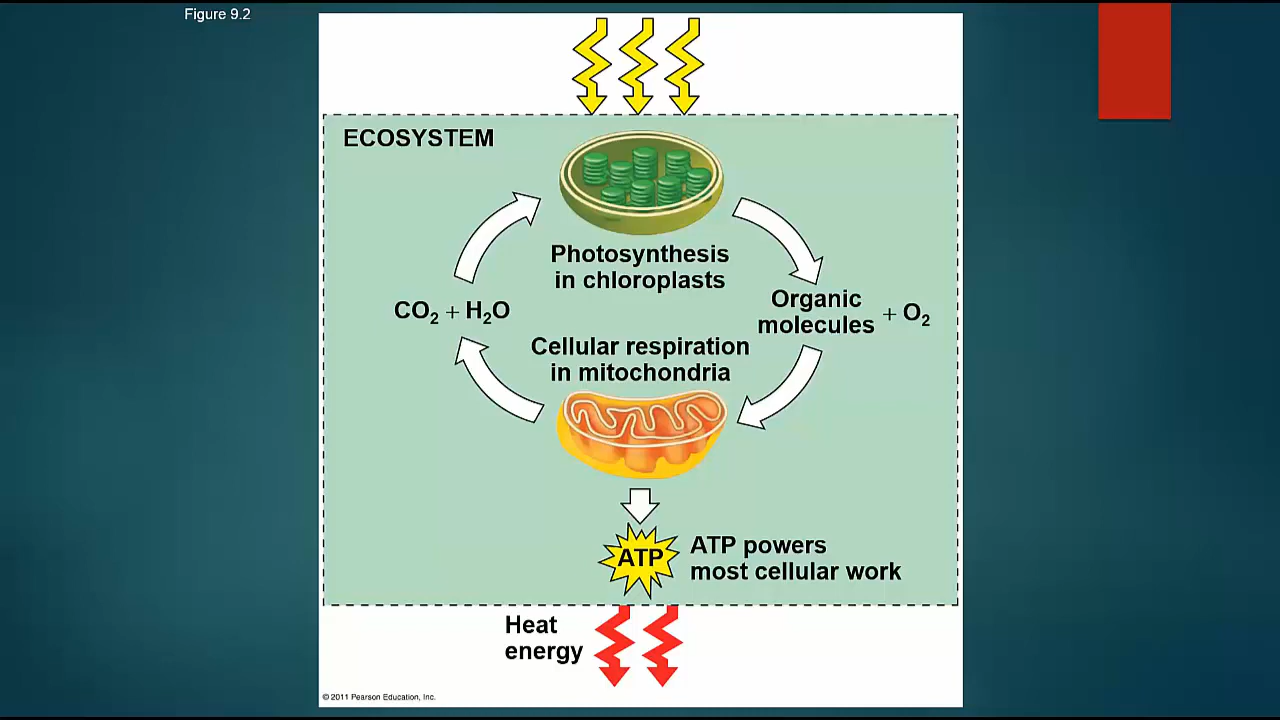 Figure 9.2
ECOSYSTEM
Photosynthesis
in chloroplasts
CO₂ + H₂O
Organic
molecules + O₂
Cellular respiration
in mitochondria
ATP
ATP powers
most cellular work
Heat
energy
© 2011 Pearson Education, Inc.